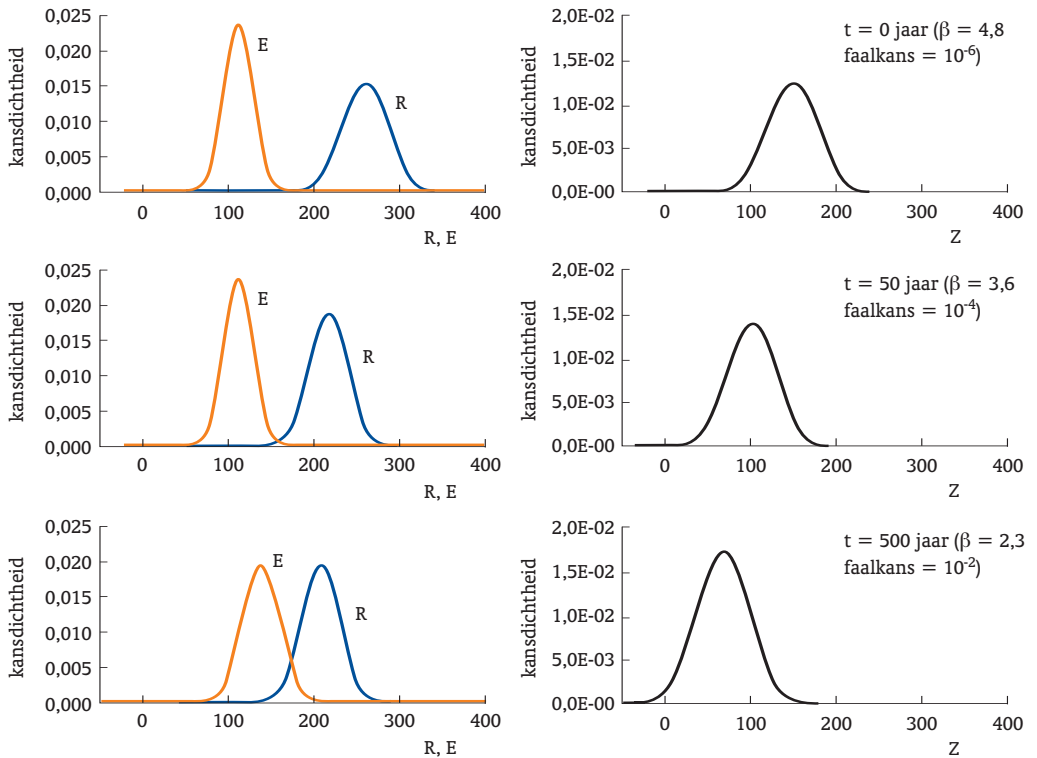 0,025
0,020
0,015
0,010
0,005
0,000
kansdichtheid
E
R
0 100 200 300 400
R, E
2,0E-02
1,5E-02
1,0E-02
5,0E-03
0,0E-00
kansdichtheid
t = 0 jaar (β = 4,8
faalkans = 10⁻⁶)
0 100 200 300 400
Z
0,025
0,020
0,015
0,010
0,005
0,000
kansdichtheid
E
R
0 100 200 300 400
R, E
2,0E-02
1,5E-02
1,0E-02
5,0E-03
0,0E-00
kansdichtheid
t = 50 jaar (β = 3,6
faalkans = 10⁻⁴)
0 100 200 300 400
Z
0,025
0,020
0,015
0,010
0,005
0,000
kansdichtheid
E
R
0 100 200 300 400
R, E
2,0E-02
1,5E-02
1,0E-02
5,0E-03
0,0E-00
kansdichtheid
t = 500 jaar (β = 2,3
faalkans = 10⁻²)
0 100 200 300 400
Z